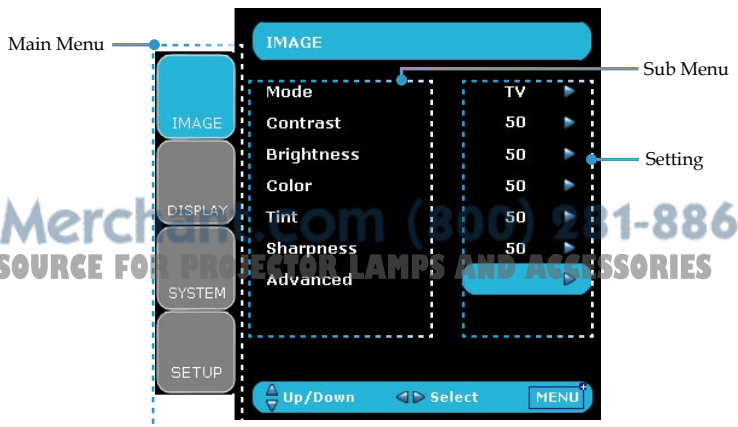 Main Menu
IMAGE
Sub Menu
Mode TV
IMAGE Contrast 50
Brightness 50
Setting
Color 50
DISPLAY Tint 50
Merchant.com (800) 281-886
Sharpness 50
SOURCE FOR PROJECTOR LAMPS AND ACCESSORIES
Advanced
SYSTEM
SETUP
Up/Down Select MENU